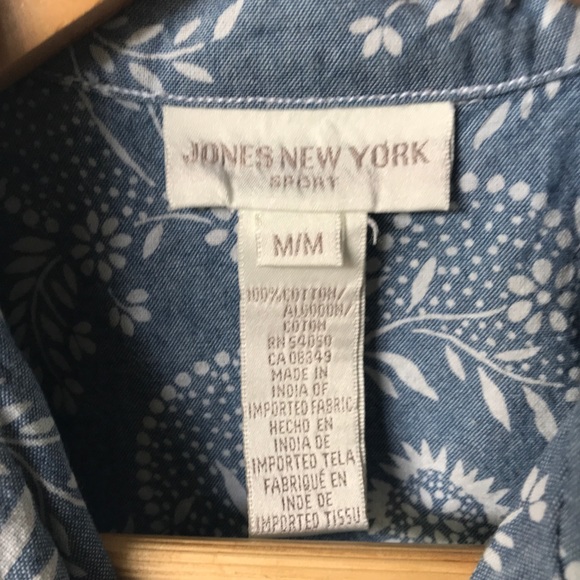 JONES NEW YORK
SPORT
M/M
100% COTTON/
ALGODON/
COTON
RN 54050
CA 08349
MADE IN
INDIA OF
IMPORTED FABRIC
HECHO EN
INDIA DE
IMPORTED TELA
FABRIQUÉ EN
INDE DE
IMPORTED TISSU